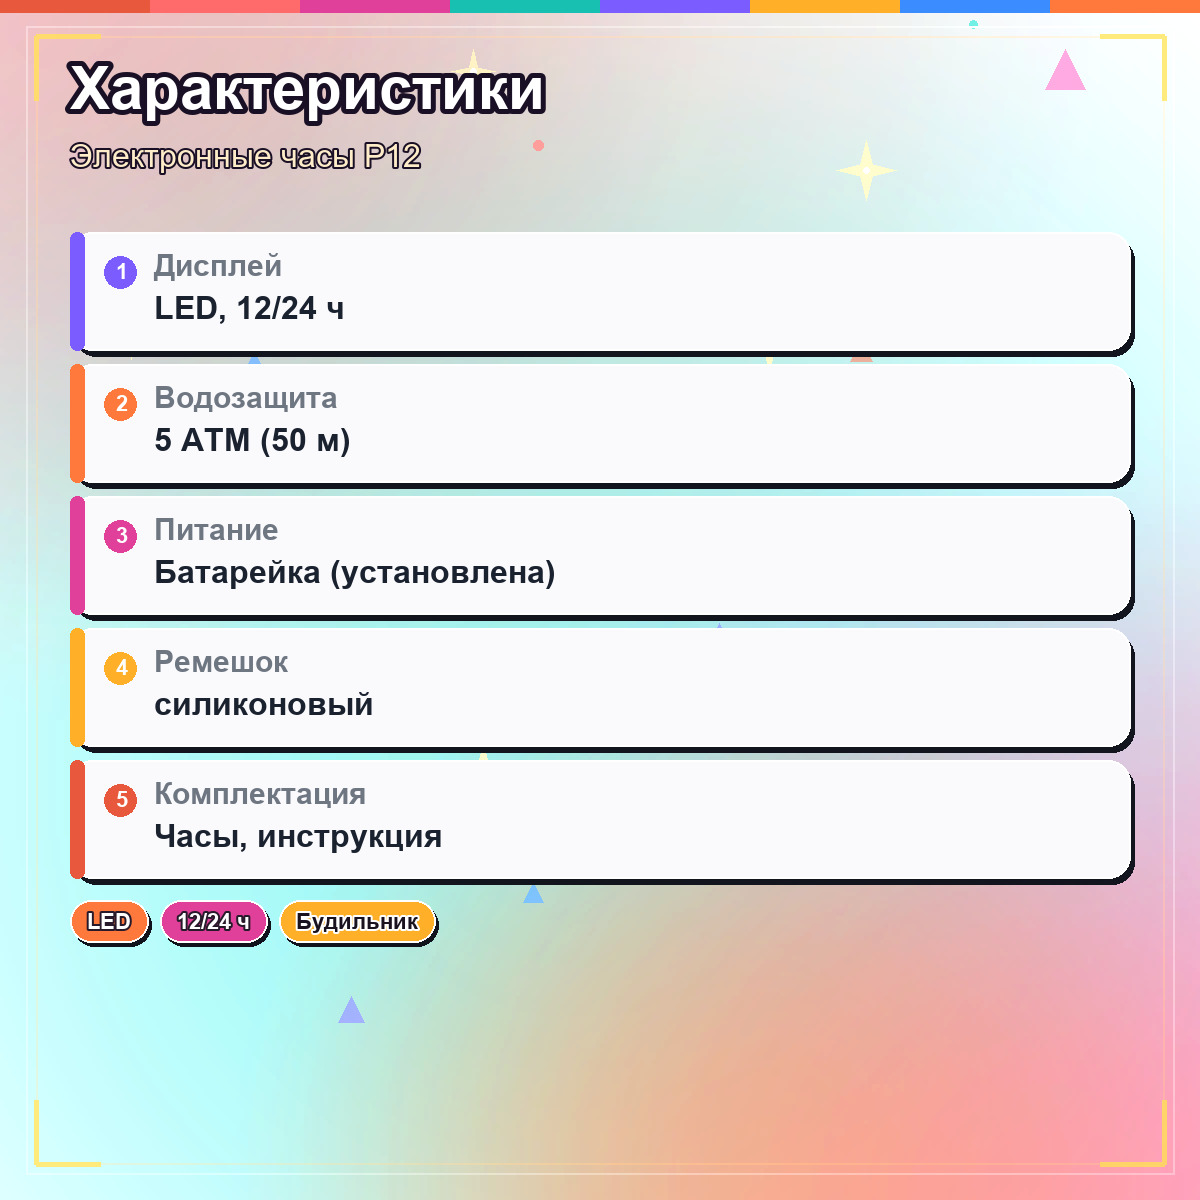 Характеристики
Электронные часы P12
1 Дисплей
LED, 12/24 ч
2 Водозащита
5 ATM (50 м)
3 Питание
Батарейка (установлена)
4 Ремешок
силиконовый
5 Комплектация
Часы, инструкция
LED 12/24 ч Будильник